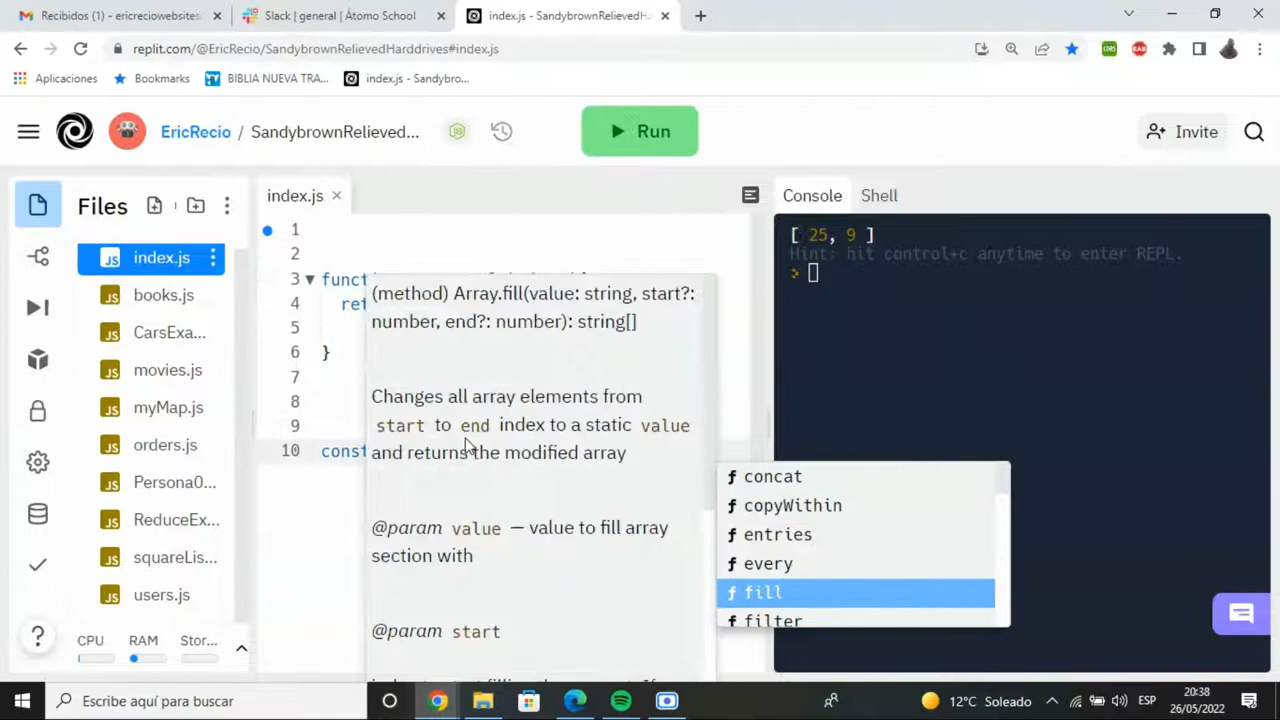 Recibidos (6) - ericreciowebsites
Slack | general | Átomo School
index.js - SandybrownRelievedHa
replit.com/@EricRecio/SandybrownRelievedHarddrives#index.js
Aplicaciones
Bookmarks
BIBLIA NUEVA TRA...
index.js - Sandybro...
EricRecio / SandybrownRelieved...
Run
Invite
Files
index.js
books.js
CarsExa...
movies.js
myMap.js
orders.js
Persona0...
ReduceEx...
squareLis...
users.js
CPU
RAM
Stor...
index.js
1
2
3 funct
4 ret
5
6 }
7
8
9
10 const
(method) Array.fill(value: string, start?:
number, end?: number): string[]
Changes all array elements from
start to end index to a static value
and returns the modified array
@param value — value to fill array
section with
@param start
concat
copyWithin
entries
every
fill
filter
Console
Shell
[ 25, 9 ]
Hint: hit control+c anytime to enter REPL.
>
Escribe aquí para buscar
12°C Soleado
ESP
20:38
26/05/2022